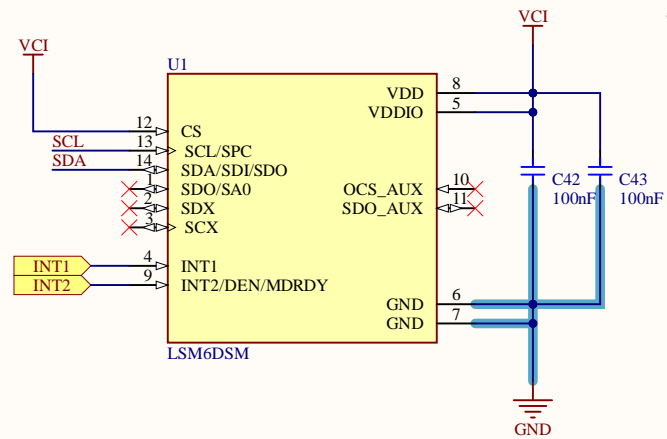 VCI
VCI
U1
8
VDD
5
VDDIO
12
CS
SCL
13
SCL/SPC
SDA
14
SDA/SDI/SDO
1
SDO/SA0
OCS_AUX
10
2
SDX
SDO_AUX
11
3
SCX
C42
100nF
C43
100nF
INT1
4
INT1
INT2
9
INT2/DEN/MDRDY
GND
6
GND
7
LSM6DSM
GND